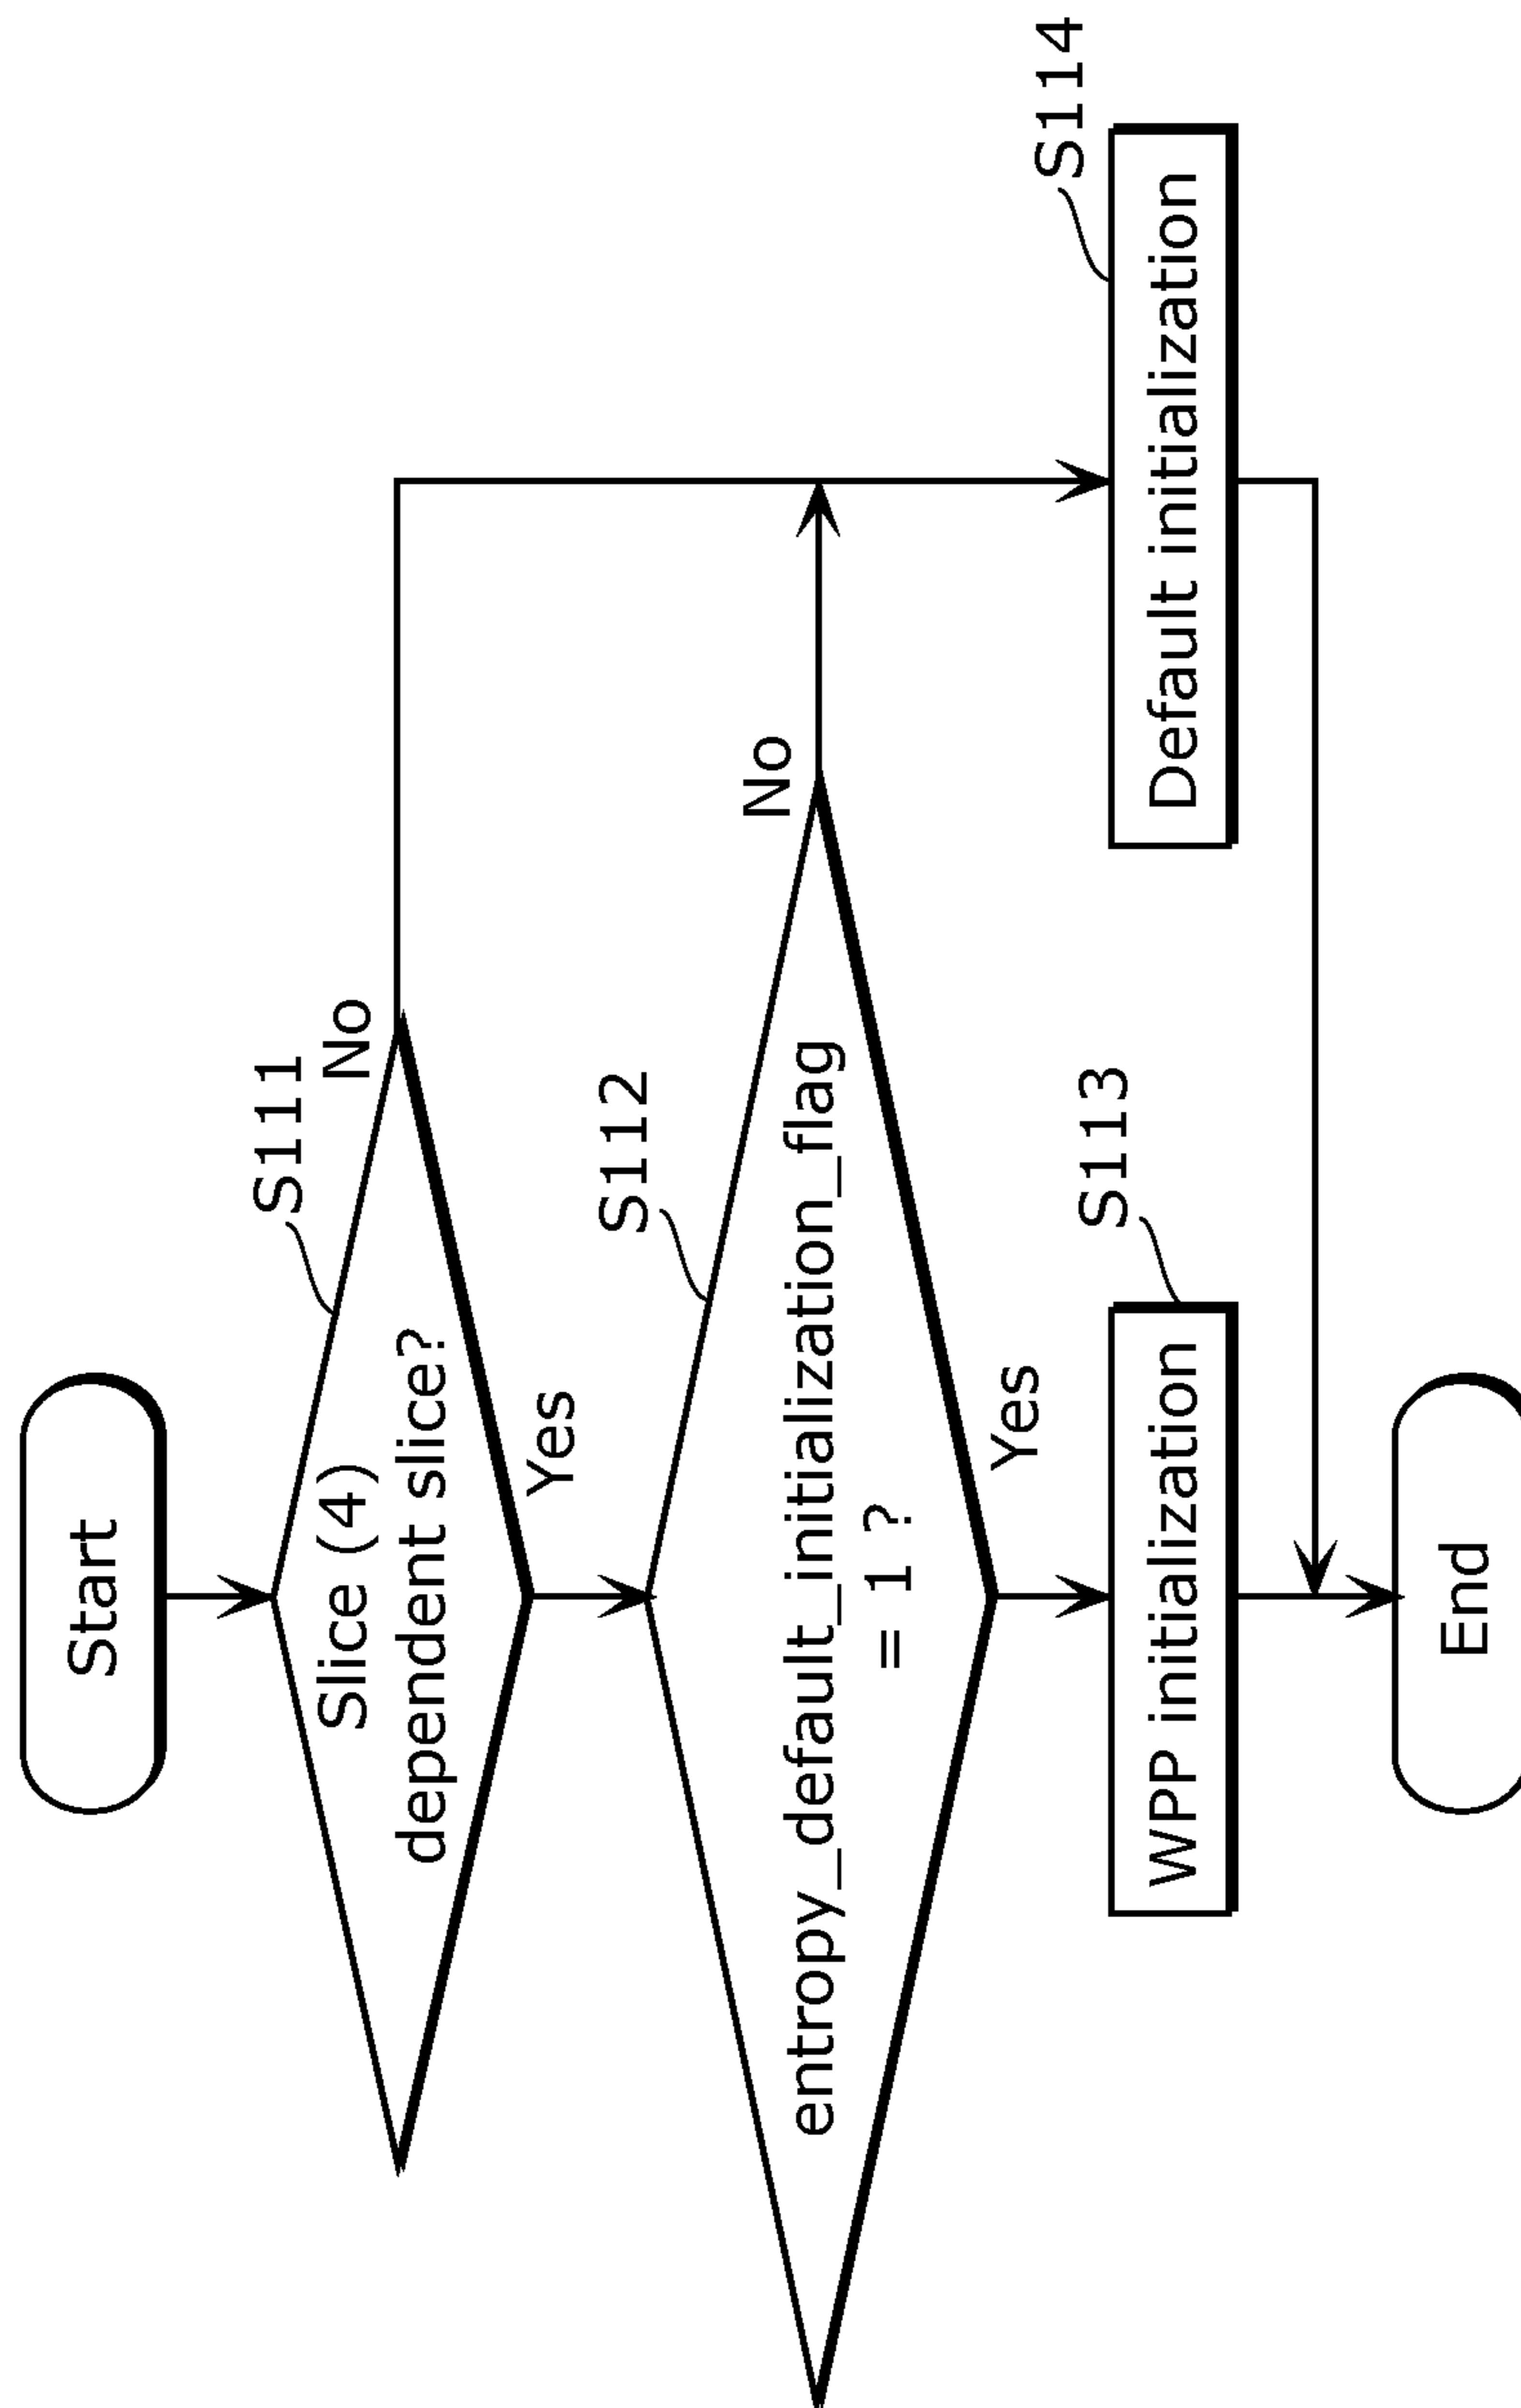 Start
S111
Slice (4)
dependent slice?
No
Yes
S112
entropy_default_initialization_flag
= 1 ?
No
Yes
S113
WPP initialization
S114
Default initialization
End